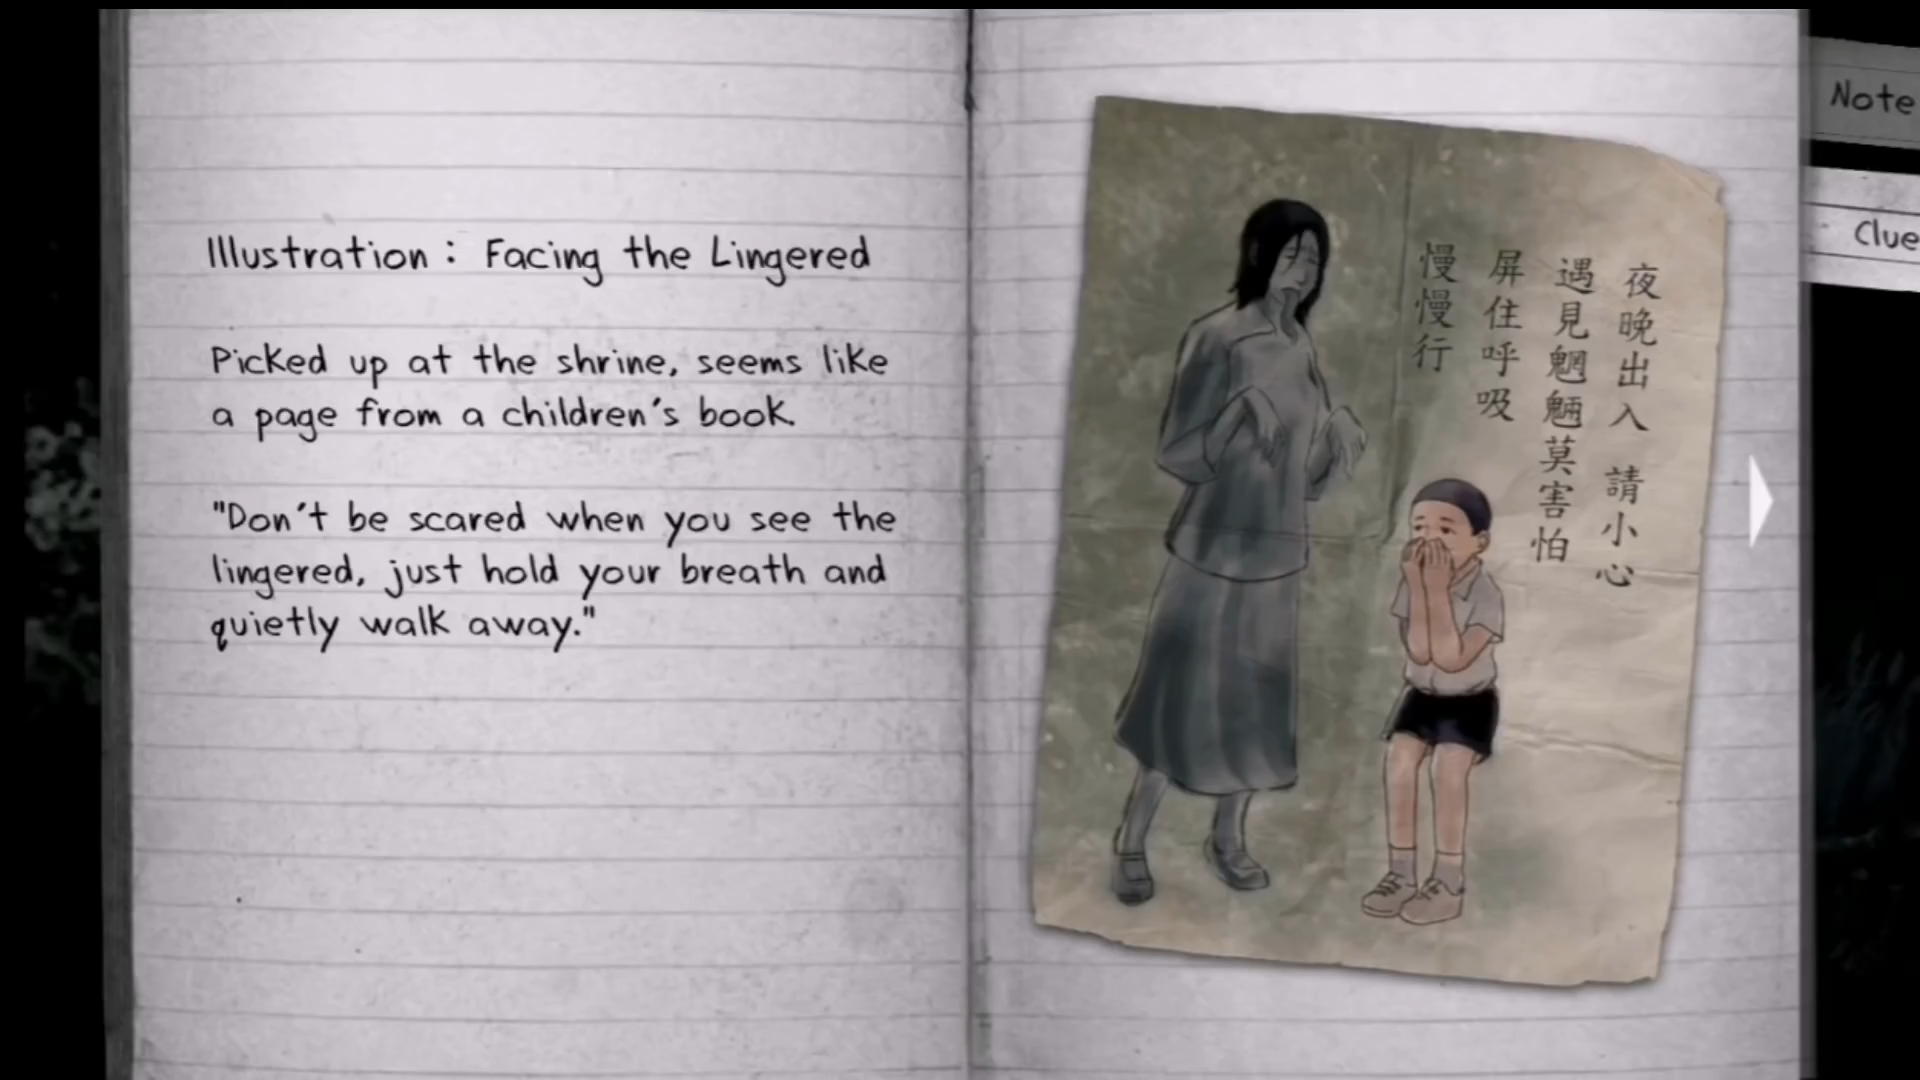 Illustration : Facing the Lingered
Picked up at the shrine, seems like
a page from a children's book.
"Don't be scared when you see the
lingered, just hold your breath and
quietly walk away."
夜晚出入 請小心
遇見魍魎莫害怕
屏住呼吸
慢慢行
Note
Clue